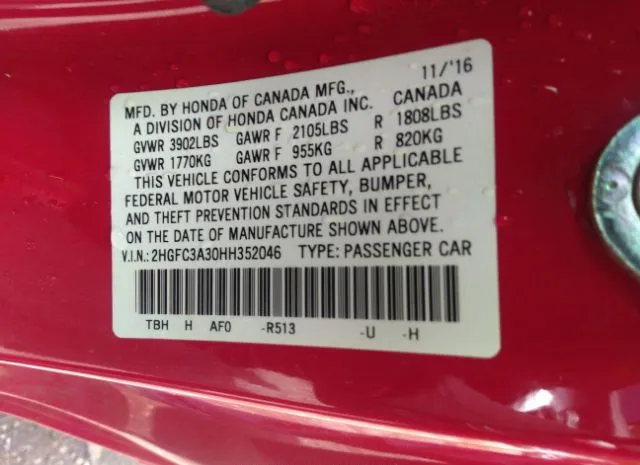 11/'16
MFD. BY HONDA OF CANADA MFG., CANADA
A DIVISION OF HONDA CANADA INC.
GVWR 3902LBS GAWR F 2105LBS R 1808LBS
GVWR 1770KG GAWR F 955KG R 820KG
THIS VEHICLE CONFORMS TO ALL APPLICABLE
FEDERAL MOTOR VEHICLE SAFETY, BUMPER,
AND THEFT PREVENTION STANDARDS IN EFFECT
ON THE DATE OF MANUFACTURE SHOWN ABOVE.
V.I.N.: 2HGFC3A30HH352046 TYPE: PASSENGER CAR
TBH H AF0 -R513 -U -H